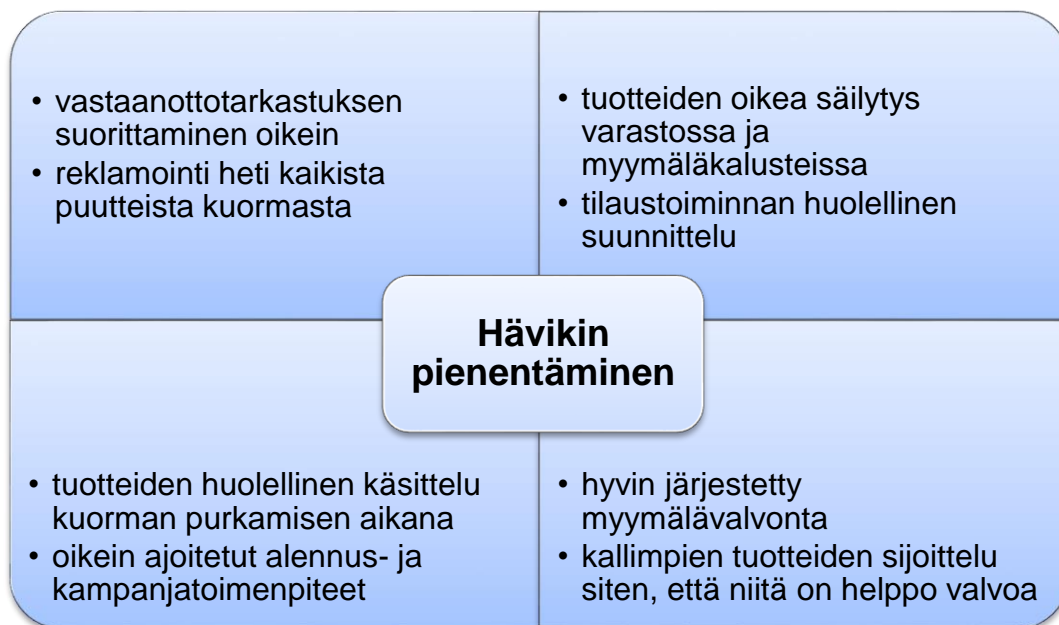 • vastaanottotarkastuksen
suorittaminen oikein
• reklamointi heti kaikista
puutteista kuormasta
• tuotteiden oikea säilytys
varastossa ja
myymäläkalusteissa
• tilaustoiminnan huolellinen
suunnittelu
Hävikin
pienentäminen
• tuotteiden huolellinen käsittelu
kuorman purkamisen aikana
• oikein ajoitetut alennus- ja
kampanjatoimenpiteet
• hyvin järjestetty
myymälävalvonta
• kallimpien tuotteiden sijoittelu
siten, että niitä on helppo valvoa